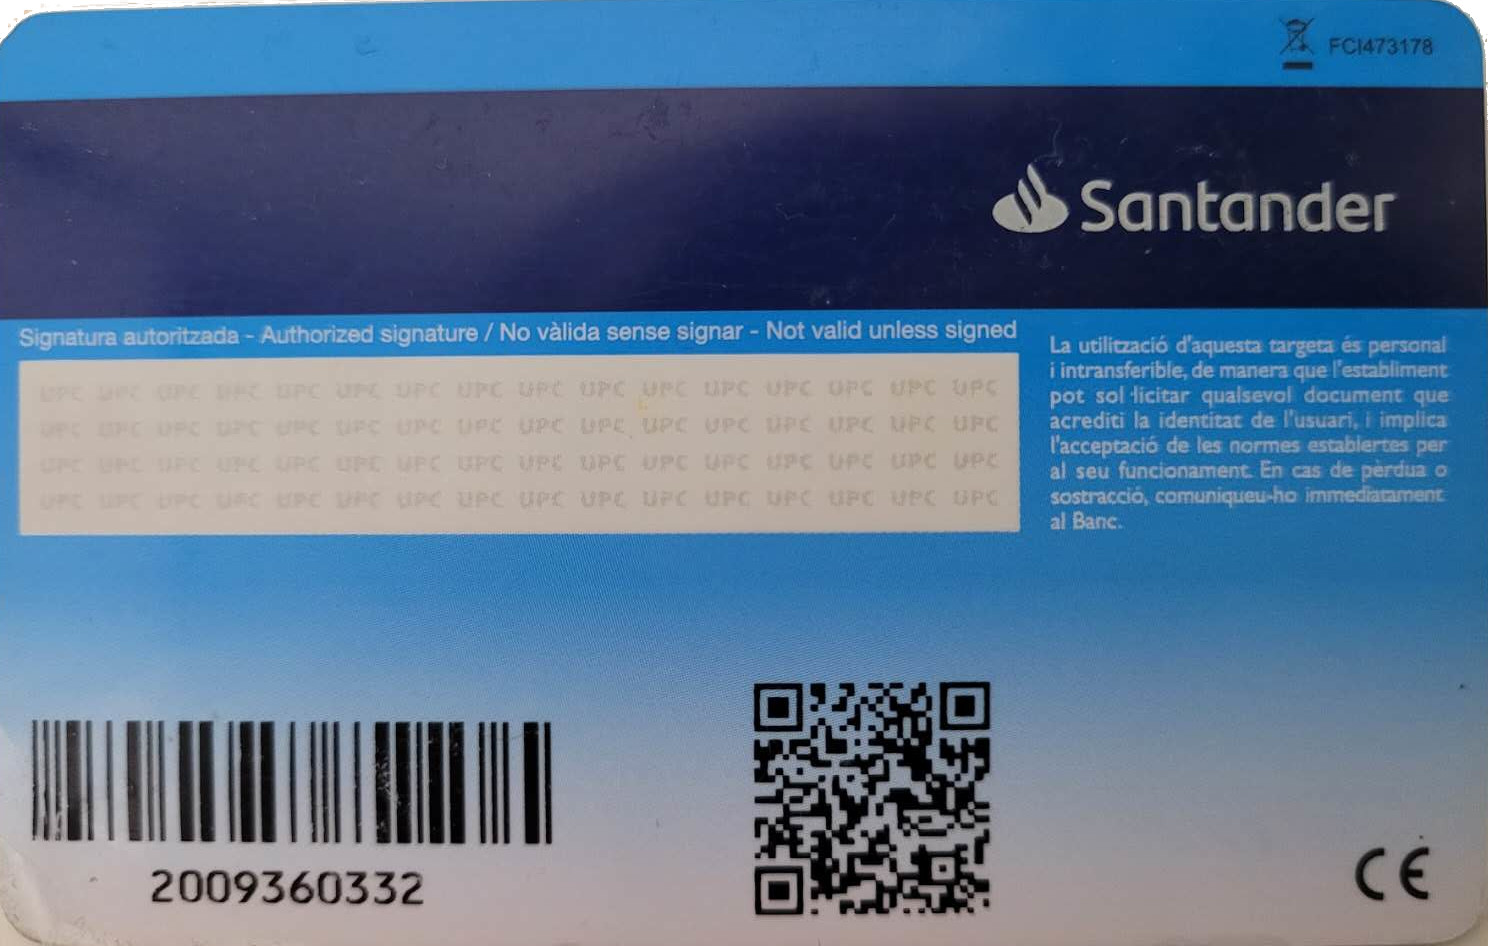 FCI473178
Santander
Signatura autoritzada - Authorized signature / No vàlida sense signar - Not valid unless signed
UPC UPC UPC UPC UPC UPC UPC UPC UPC UPC UPC UPC UPC UPC UPC UPC
UPC UPC UPC UPC UPC UPC UPC UPC UPC UPC UPC UPC UPC UPC UPC UPC
UPC UPC UPC UPC UPC UPC UPC UPC UPC UPC UPC UPC UPC UPC UPC UPC
UPC UPC UPC UPC UPC UPC UPC UPC UPC UPC UPC UPC UPC UPC UPC UPC
La utilització d'aquesta targeta és personal
i intransferible, de manera que l'establiment
pot sol·licitar qualsevol document que
acrediti la identitat de l'usuari, i implica
l'acceptació de les normes establertes per
al seu funcionament. En cas de pèrdua o
sostracció, comuniqueu-ho immediatament
al Banc.
2009360332
CE